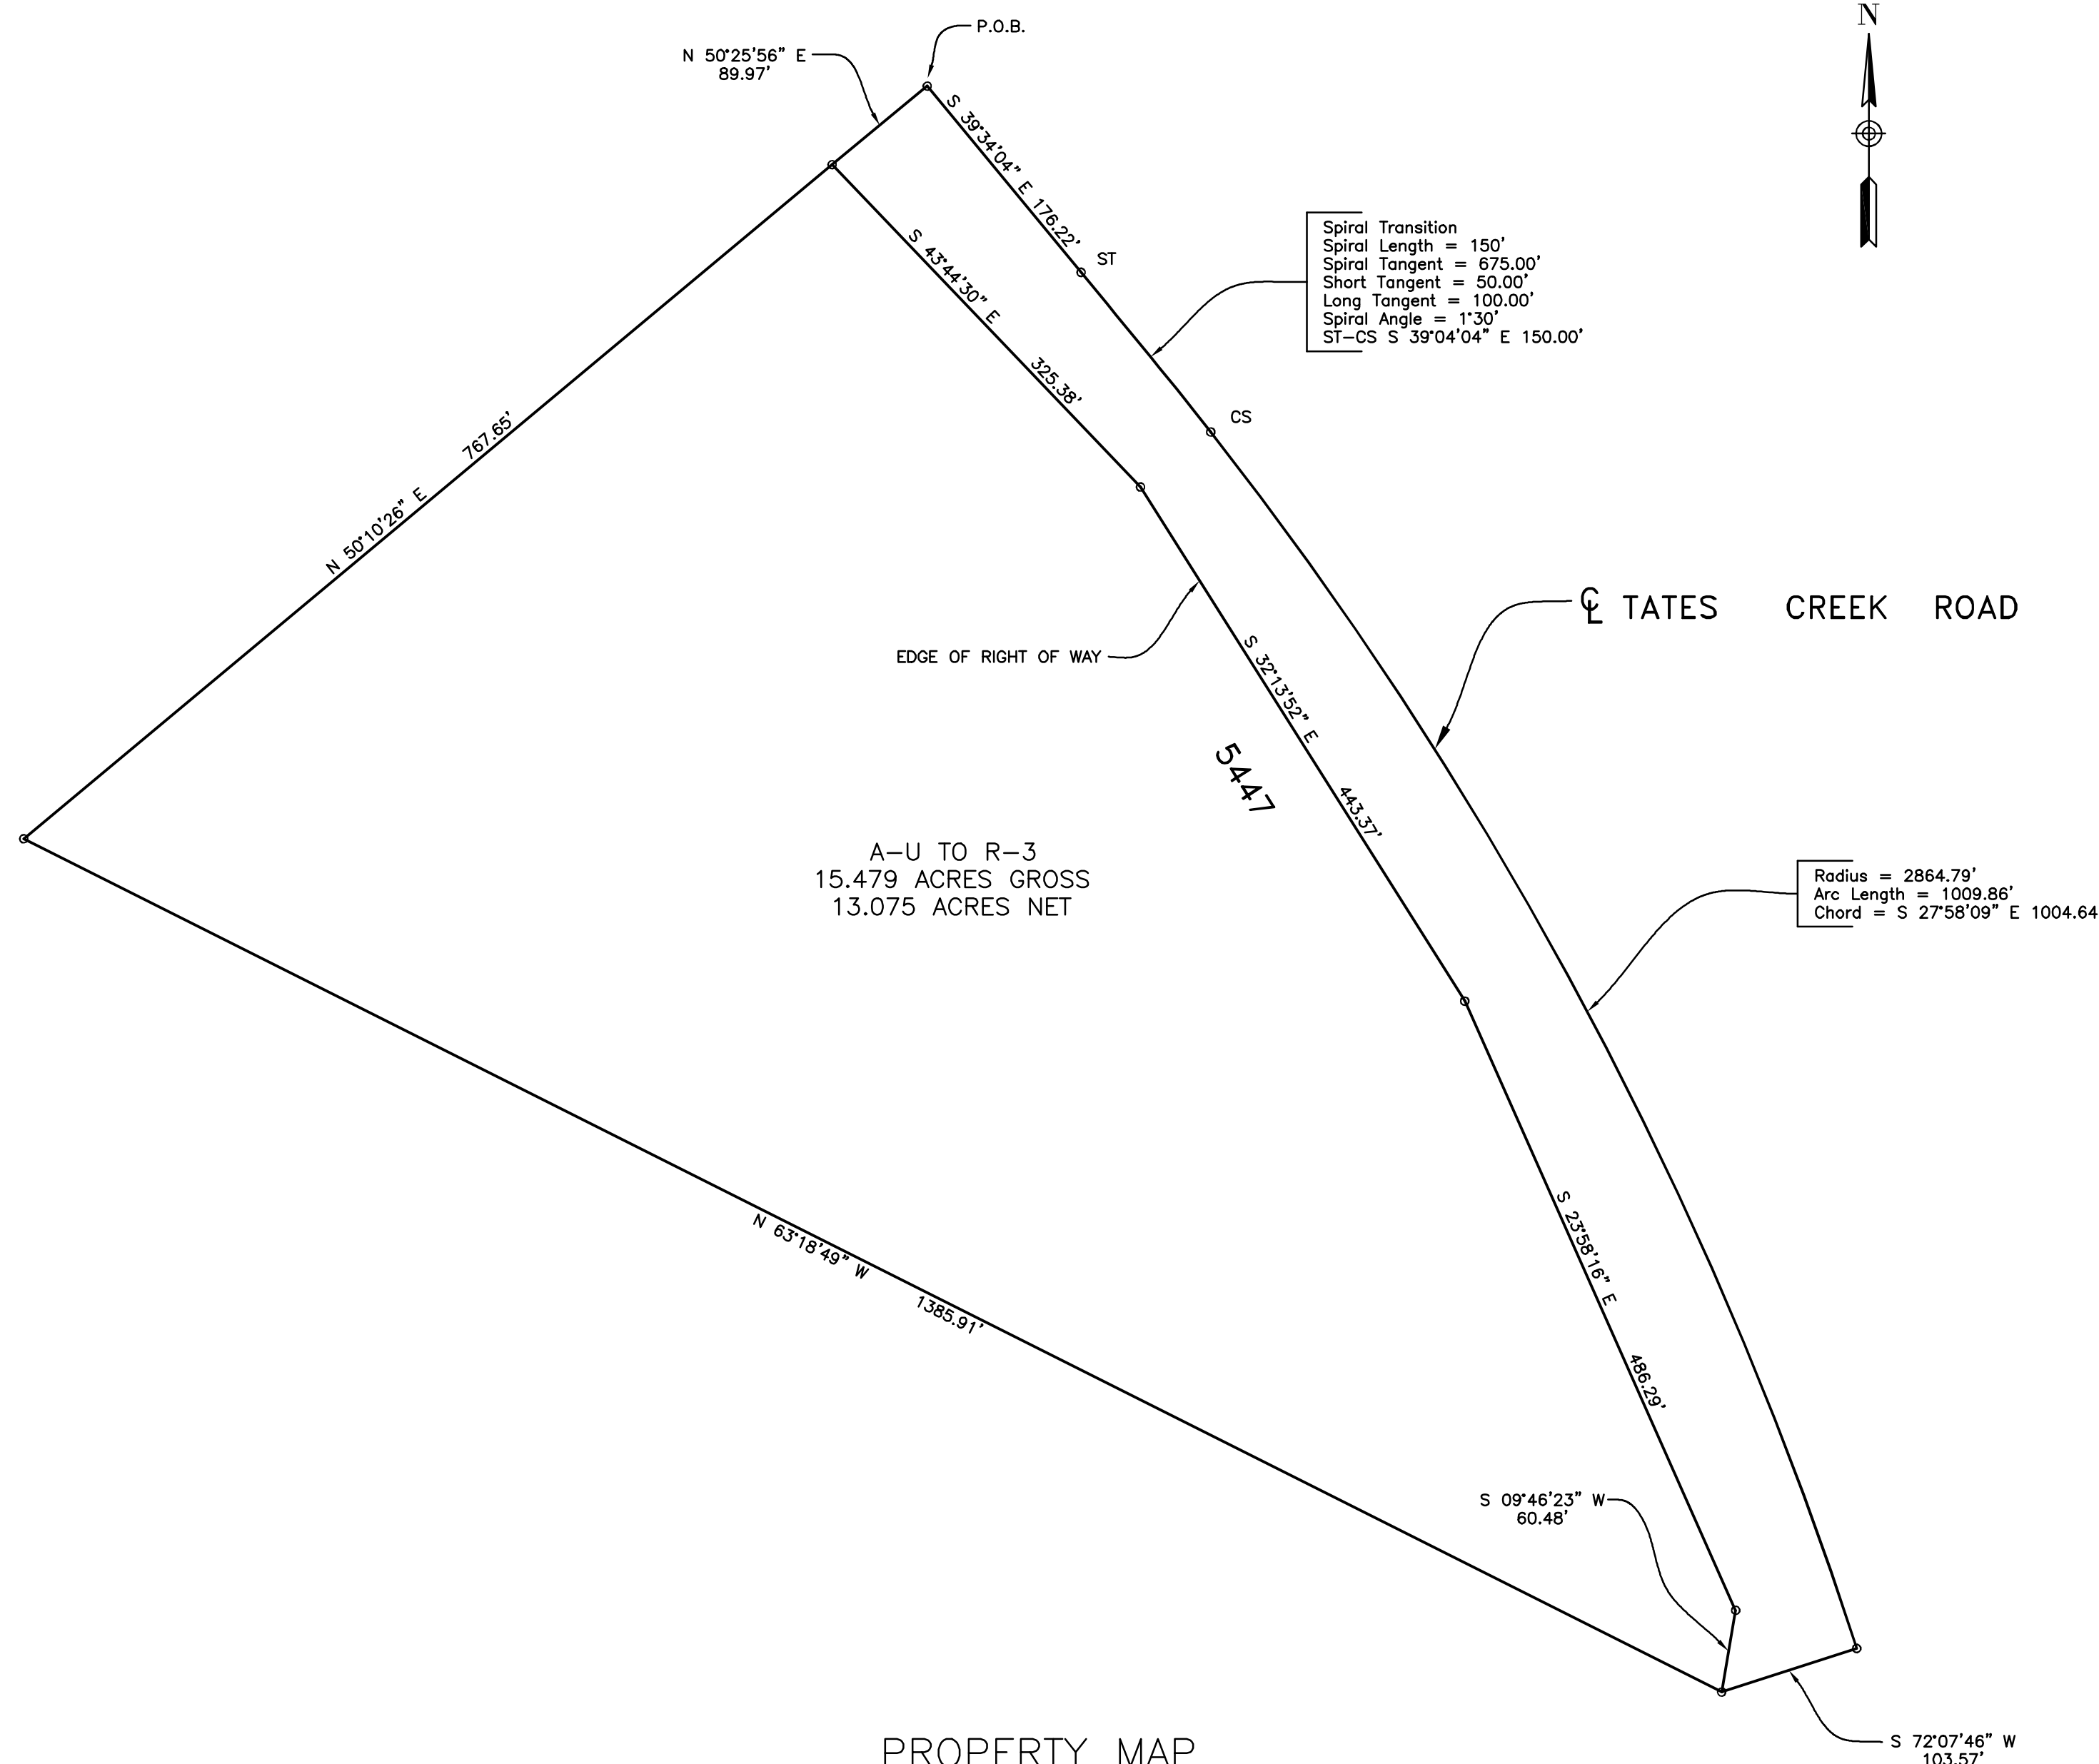 N
P.O.B.
N 50°25'56" E
89.97'
S 39°34'04" E 176.22'
ST
Spiral Transition
Spiral Length = 150'
Spiral Tangent = 675.00'
Short Tangent = 50.00'
Long Tangent = 100.00'
Spiral Angle = 1°30'
ST-CS S 39°04'04" E 150.00'
S 43°44'30" E 325.38'
CS
N 50°10'26" E 767.65'
℄ TATES CREEK ROAD
EDGE OF RIGHT OF WAY
S 32°13'52" E 443.37'
5447
A-U TO R-3
15.479 ACRES GROSS
13.075 ACRES NET
Radius = 2864.79'
Arc Length = 1009.86'
Chord = S 27°58'09" E 1004.64
N 63°18'49" W 1385.91'
S 23°58'16" E 486.29'
S 09°46'23" W
60.48'
S 72°07'46" W
103.57'
PROPERTY MAP